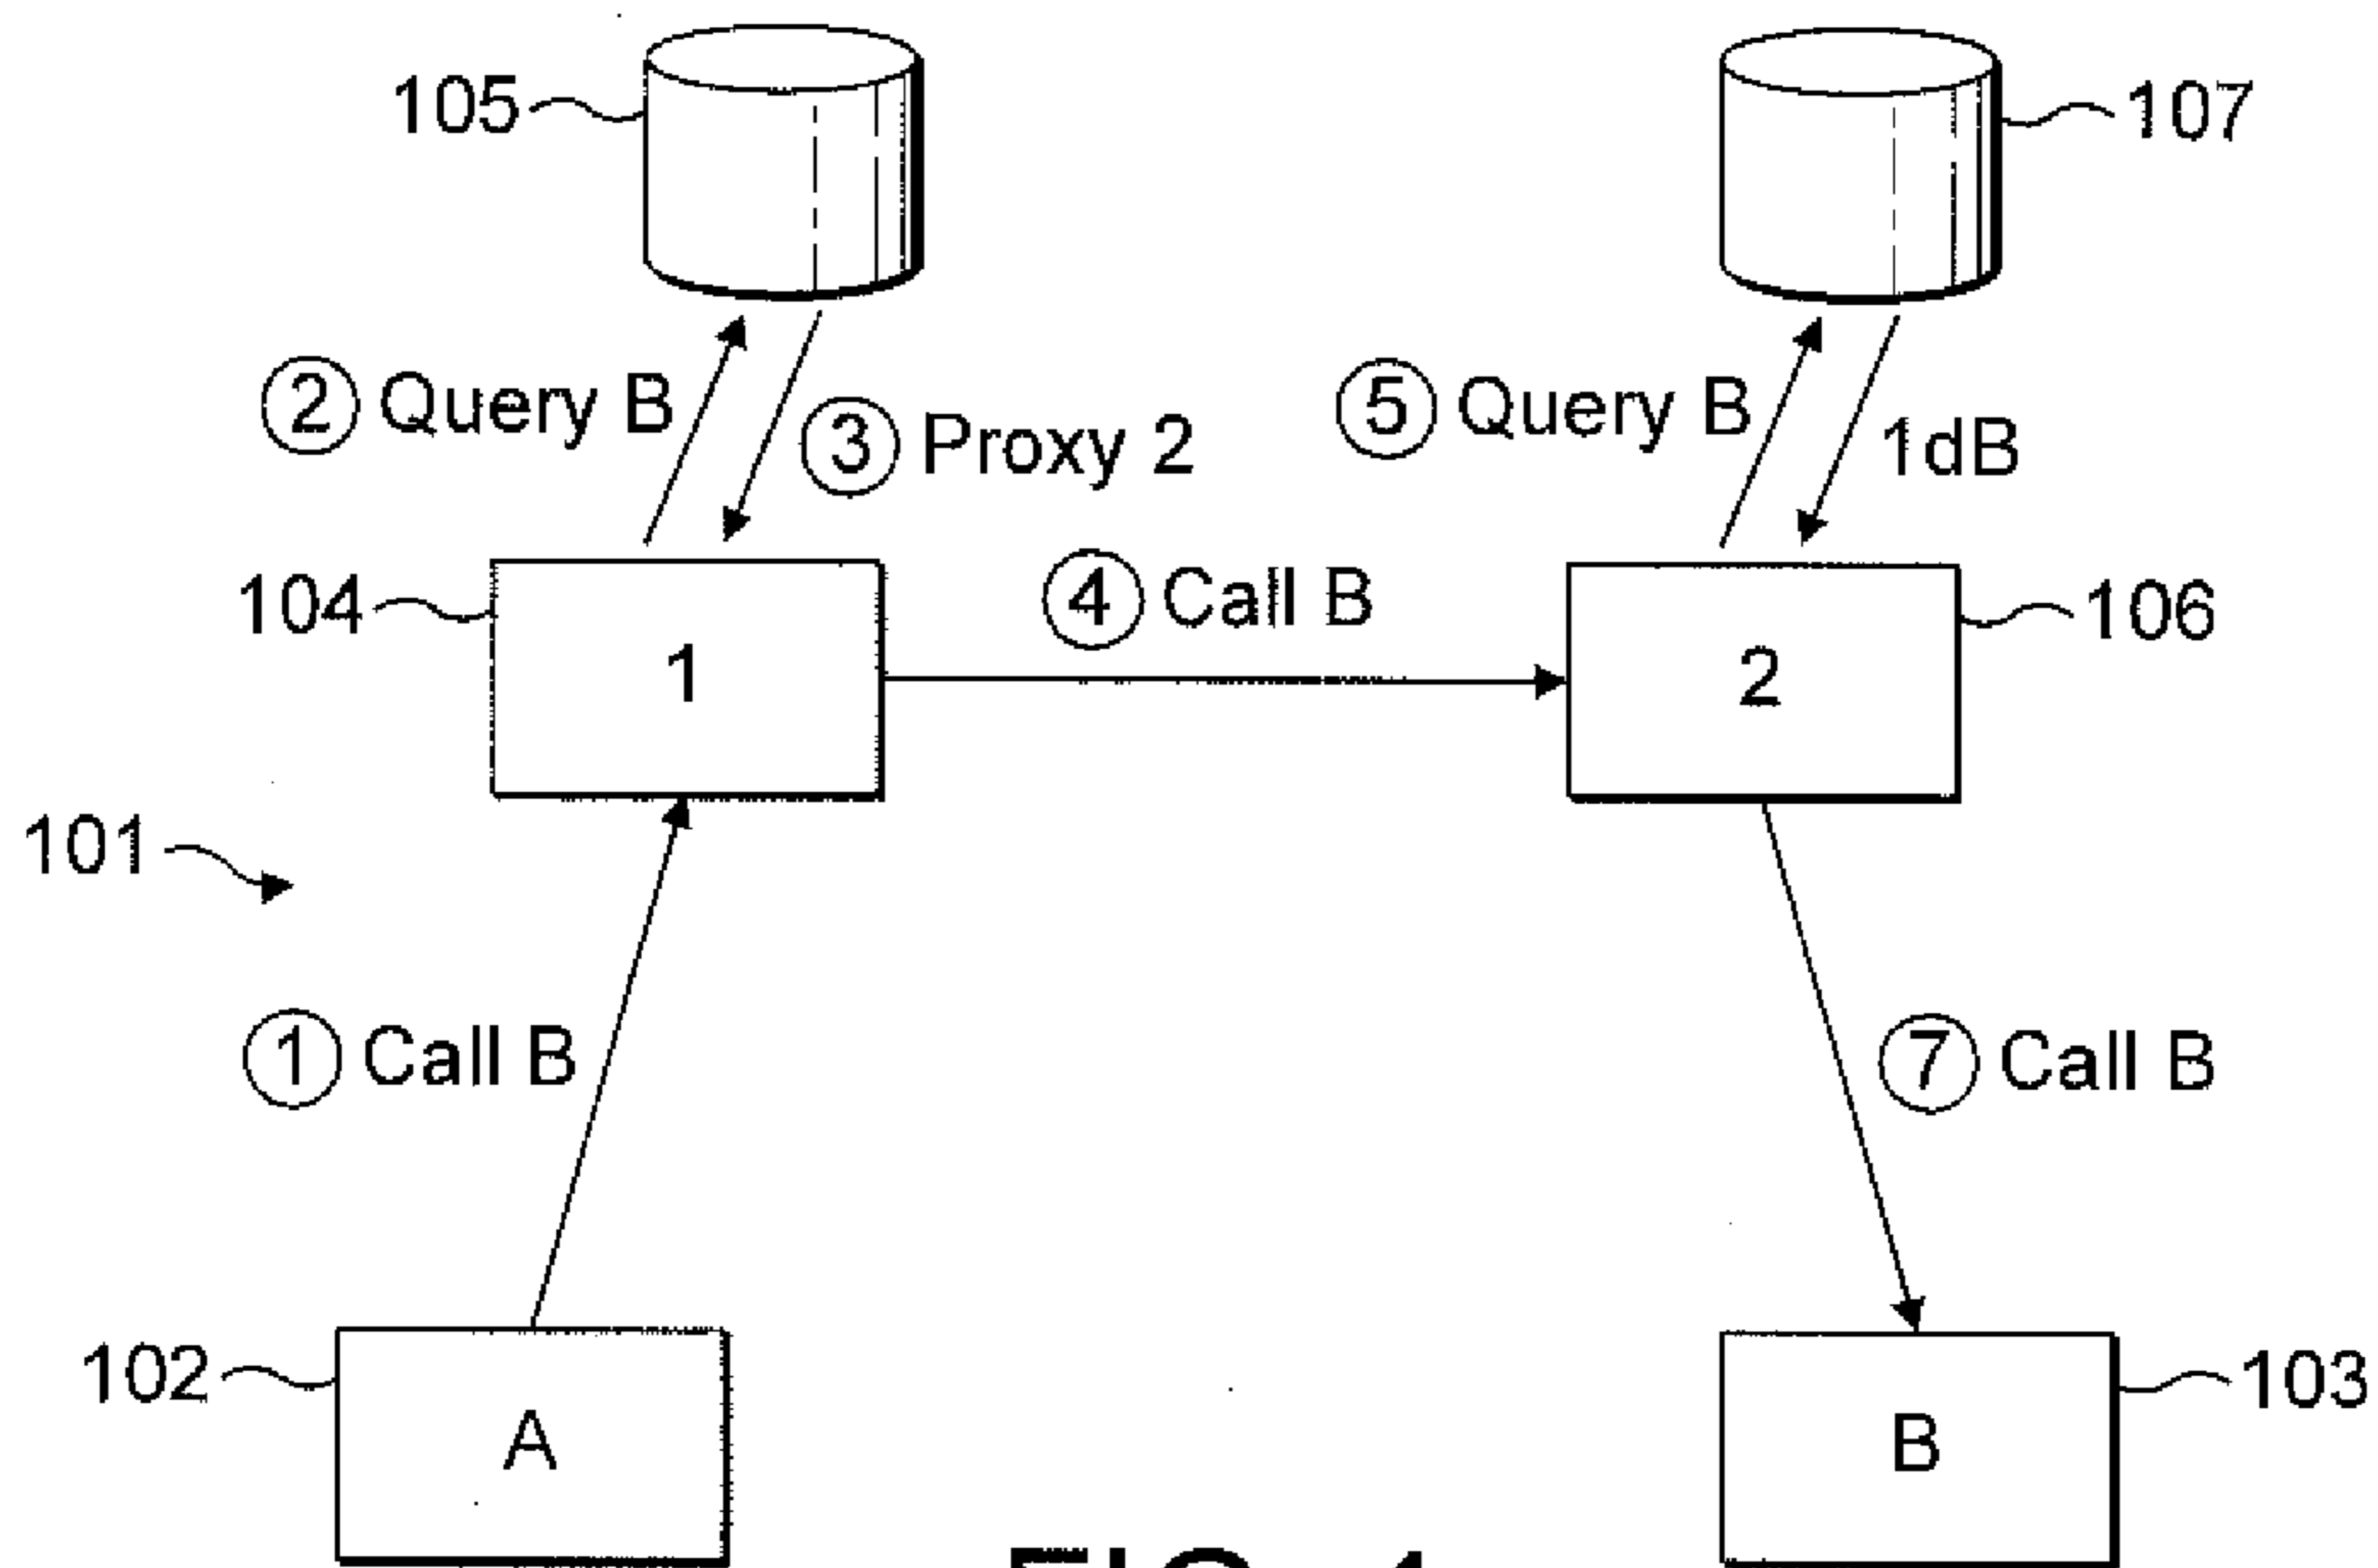 105
107
② Query B
③ Proxy 2
⑤ Query B
1dB
104
1
④ Call B
2
106
101
① Call B
⑦ Call B
102
A
B
103